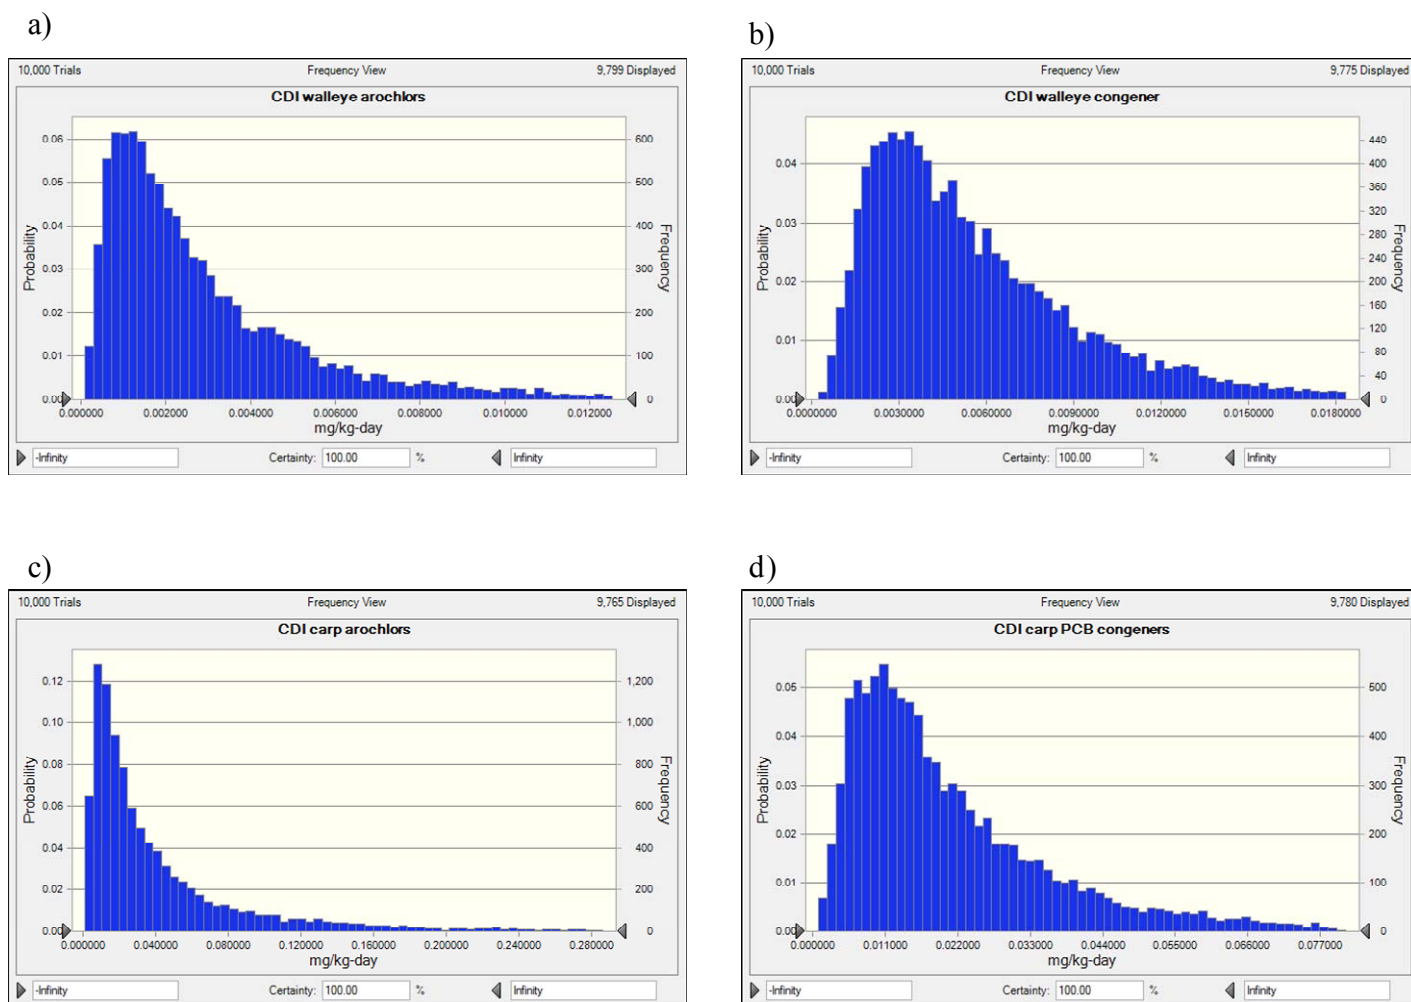 a)
10,000 Trials Frequency View 9,799 Displayed
CDI walleye arochlors
Probability
0.06
0.05
0.04
0.03
0.02
0.01
0.00
600
500
400
300
200
100
0
Frequency
0.000000 0.002000 0.004000 0.006000 0.008000 0.010000 0.012000
mg/kg-day
-Infinity Certainty: 100.00 % Infinity
b)
10,000 Trials Frequency View 9,775 Displayed
CDI walleye congener
Probability
0.04
0.03
0.02
0.01
0.00
440
400
360
320
280
240
200
160
120
80
40
0
Frequency
0.0000000 0.0030000 0.0060000 0.0090000 0.0120000 0.0150000 0.0180000
mg/kg-day
-Infinity Certainty: 100.00 % Infinity
c)
10,000 Trials Frequency View 9,765 Displayed
CDI carp arochlors
Probability
0.12
0.10
0.08
0.06
0.04
0.02
0.00
1,200
1,000
800
600
400
200
0
Frequency
0.000000 0.040000 0.080000 0.120000 0.160000 0.200000 0.240000 0.280000
mg/kg-day
-Infinity Certainty: 100.00 % Infinity
d)
10,000 Trials Frequency View 9,780 Displayed
CDI carp PCB congeners
Probability
0.05
0.04
0.03
0.02
0.01
0.00
500
400
300
200
100
0
Frequency
0.000000 0.011000 0.022000 0.033000 0.044000 0.055000 0.066000 0.077000
mg/kg-day
-Infinity Certainty: 100.00 % Infinity